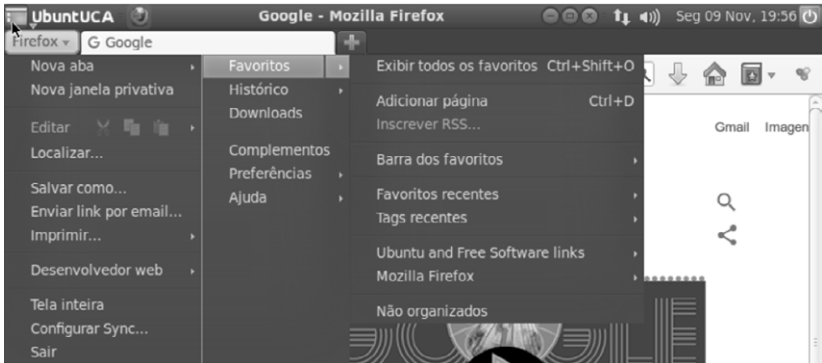 UbuntUCA Google - Mozilla Firefox Seg 09 Nov, 19:56
Firefox G Google
Nova aba
Nova janela privativa
Editar
Localizar...
Salvar como...
Enviar link por email...
Imprimir...
Desenvolvedor web
Tela inteira
Configurar Sync...
Sair
Favoritos
Histórico
Downloads
Complementos
Preferências
Ajuda
Exibir todos os favoritos Ctrl+Shift+O
Adicionar página Ctrl+D
Inscrever RSS...
Barra dos favoritos
Favoritos recentes
Tags recentes
Ubuntu and Free Software links
Mozilla Firefox
Não organizados
Gmail Imagen